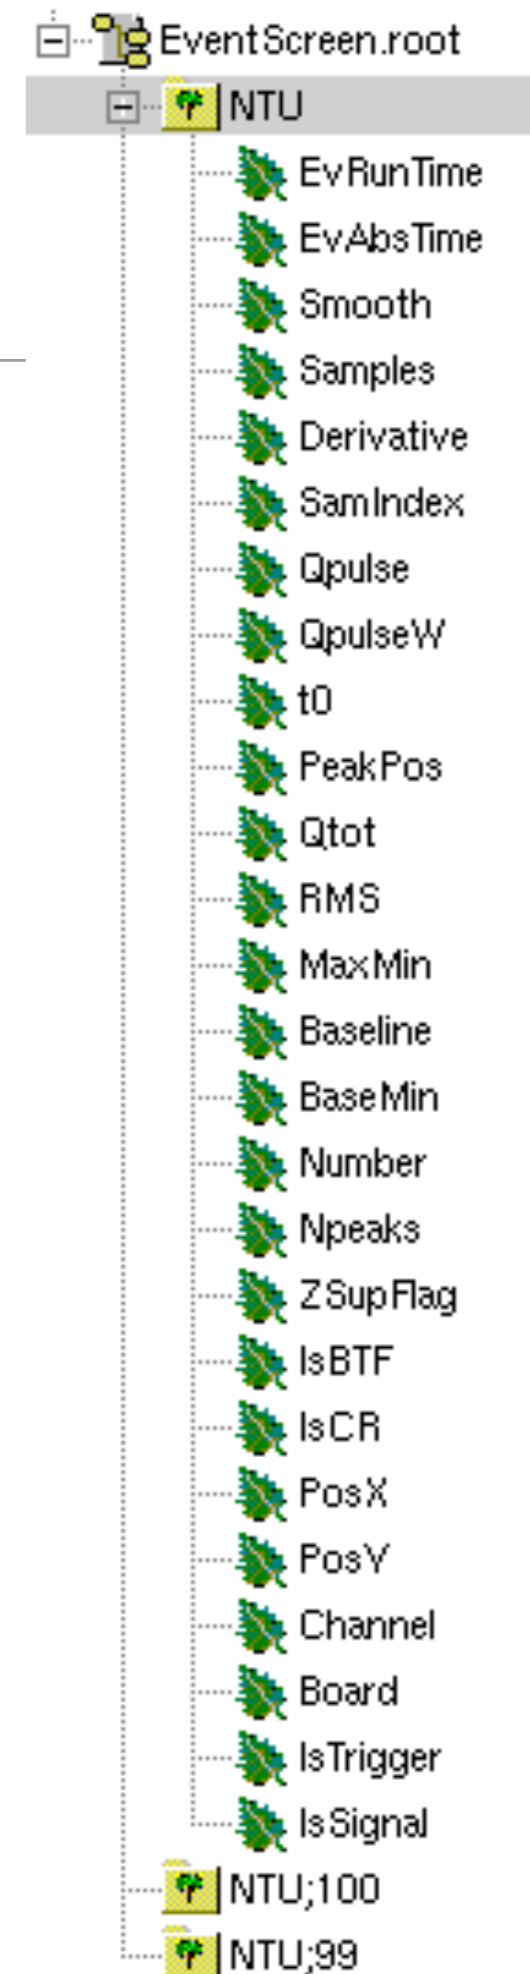 EventScreen.root
NTU
EvRunTime
EvAbsTime
Smooth
Samples
Derivative
SamIndex
Qpulse
QpulseW
t0
PeakPos
Qtot
RMS
MaxMin
Baseline
BaseMin
Number
Npeaks
ZSupFlag
IsBTF
IsCR
PosX
PosY
Channel
Board
IsTrigger
IsSignal
NTU;100
NTU;99